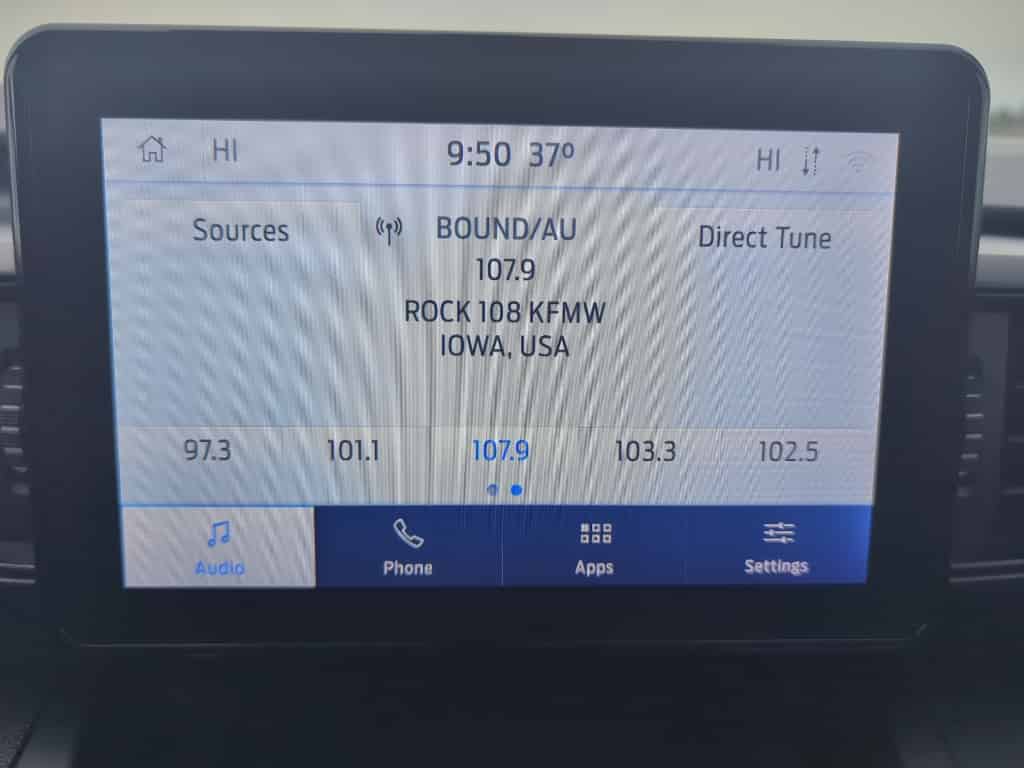 HI 9:50 37° HI
Sources BOUND/AU Direct Tune
107.9
ROCK 108 KFMW
IOWA, USA
97.3 101.1 107.9 103.3 102.5
Audio Phone Apps Settings